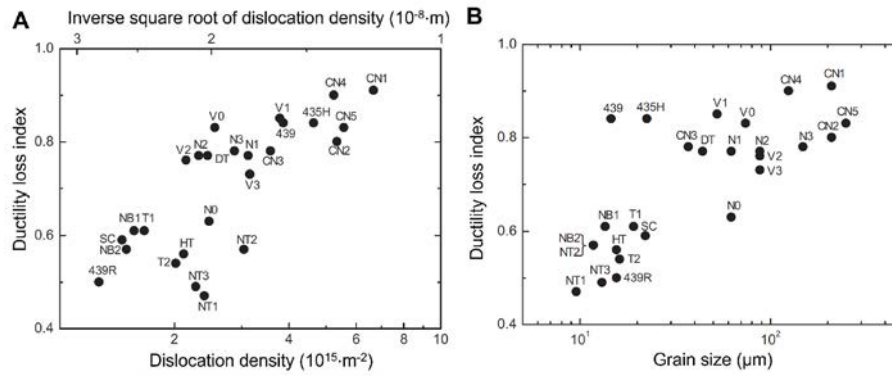 A
Inverse square root of dislocation density (10⁻⁸·m)
3 2 1
Ductility loss index
1.0
0.8
0.6
0.4
CN1
CN4
V1
V0
439
435H
CN5
CN2
N2
N3
N1
V2
DT
CN3
V3
NB1 T1
N0
SC
NB2
NT2
HT
T2
439R
NT3
NT1
2 4 6 8 10
Dislocation density (10¹⁵·m⁻²)
B
Ductility loss index
1.0
0.8
0.6
0.4
CN4
CN1
439
435H
V1
V0
CN5
CN2
CN3
DT
N1
N2
N3
V2
V3
NB1
T1
N0
SC
NB2
NT2
HT
T2
NT3
439R
NT1
10¹ 10²
Grain size (μm)